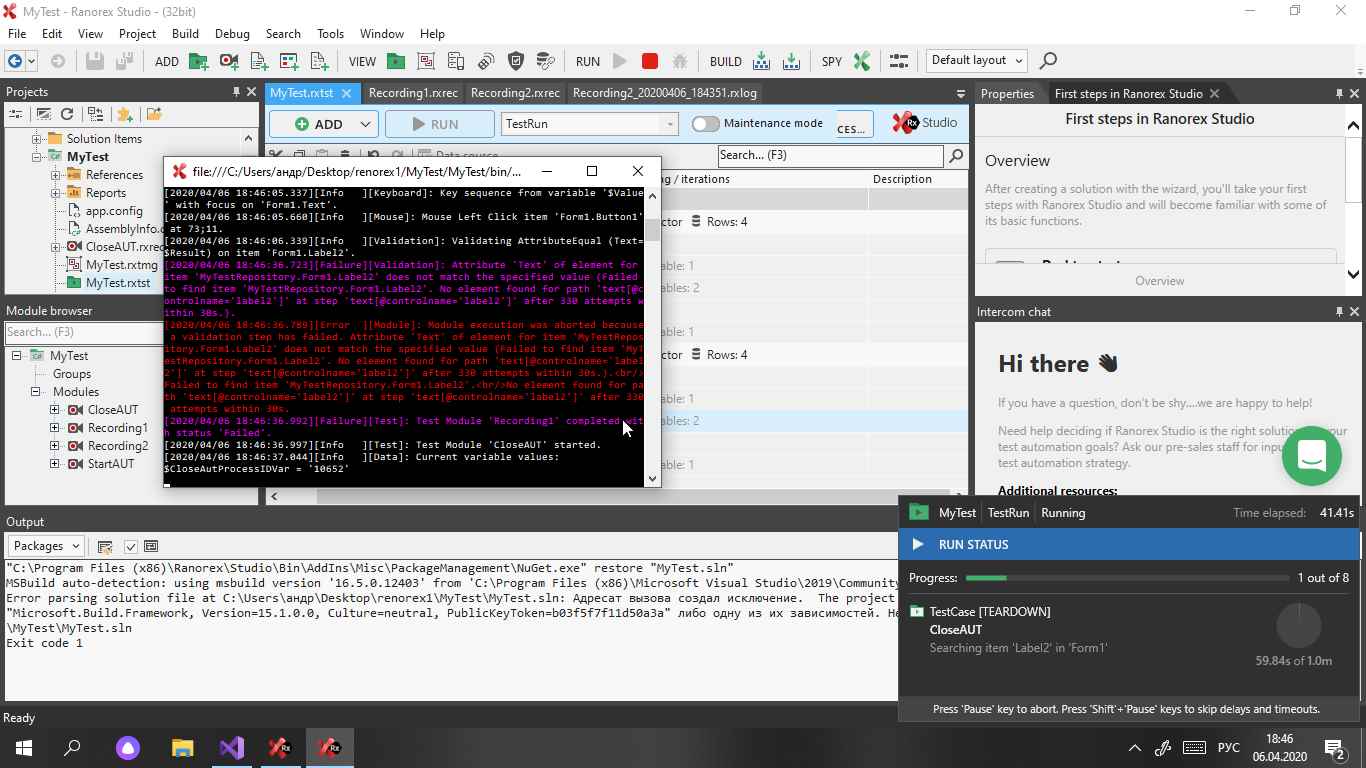 MyTest - Ranorex Studio - (32bit)
File Edit View Project Build Debug Search Tools Window Help
ADD VIEW RUN BUILD SPY Default layout
Projects
Solution Items
MyTest
References
Reports
app.config
AssemblyInfo.c
CloseAUT.rxrec
MyTest.rxtmg
MyTest.rxtst
Module browser
Search... (F3)
MyTest
Groups
Modules
CloseAUT
Recording1
Recording2
StartAUT
MyTest.rxtst Recording1.rxrec Recording2.rxrec Recording2_20200406_184351.rxlog
ADD RUN TestRun Maintenance mode CES... Rx Studio
Data source Search... (F3)
g / iterations Description
ctor Rows: 4
able: 1
ables: 2
able: 1
ctor Rows: 4
able: 1
ables: 2
able: 1
file:///C:/Users/андр/Desktop/renorex1/MyTest/MyTest/bin/...
[2020/04/06 18:46:05.337][Info ][Keyboard]: Key sequence from variable '$Value
' with focus on 'Form1.Text'.
[2020/04/06 18:46:05.660][Info ][Mouse]: Mouse Left Click item 'Form1.Button1'
at 73;11.
[2020/04/06 18:46:06.339][Info ][Validation]: Validating AttributeEqual (Text=
$Result) on item 'Form1.Label2'.
[2020/04/06 18:46:36.723][Failure][Validation]: Attribute 'Text' of element for
item 'MyTestRepository.Form1.Label2' does not match the specified value (Failed
to find item 'MyTestRepository.Form1.Label2'. No element found for path 'text[@c
ontrolname='label2']' at step 'text[@controlname='label2']' after 330 attempts w
ithin 30s.).
[2020/04/06 18:46:36.789][Error ][Module]: Module execution was aborted because
a validation step has failed. Attribute 'Text' of element for item 'MyTestRepos
itory.Form1.Label2' does not match the specified value (Failed to find item 'MyT
estRepository.Form1.Label2'. No element found for path 'text[@controlname='label
2']' at step 'text[@controlname='label2']' after 330 attempts within 30s.).<br/>
Failed to find item 'MyTestRepository.Form1.Label2'.<br/>No element found for pa
th 'text[@controlname='label2']' at step 'text[@controlname='label2']' after 330
attempts within 30s.
[2020/04/06 18:46:36.992][Failure][Test]: Test Module 'Recording1' completed wit
h status 'Failed'.
[2020/04/06 18:46:36.997][Info ][Test]: Test Module 'CloseAUT' started.
[2020/04/06 18:46:37.044][Info ][Data]: Current variable values:
$CloseAutProcessIDVar = '10652'
Properties First steps in Ranorex Studio
First steps in Ranorex Studio
Overview
After creating a solution with the wizard, you'll take your first
steps with Ranorex Studio and will become familiar with some of
its basic functions.
Overview
Intercom chat
Hi there
If you have a question, don't be shy....we are happy to help!
Need help deciding if Ranorex Studio is the right solution your
test automation goals? Ask our pre-sales staff for inpu
test automation strategy.
Additional resources:
Output
Packages
"C:\Program Files (x86)\Ranorex\Studio\Bin\AddIns\Misc\PackageManagement\NuGet.exe" restore "MyTest.sln"
MSBuild auto-detection: using msbuild version '16.5.0.12403' from 'C:\Program Files (x86)\Microsoft Visual Studio\2019\Community
Error parsing solution file at C:\Users\андр\Desktop\renorex1\MyTest\MyTest.sln: Адресат вызова создал исключение. The project
"Microsoft.Build.Framework, Version=15.1.0.0, Culture=neutral, PublicKeyToken=b03f5f7f11d50a3a" либо одну из их зависимостей. Не
\MyTest\MyTest.sln
Exit code 1
MyTest TestRun Running Time elapsed: 41.41s
RUN STATUS
Progress: 1 out of 8
TestCase [TEARDOWN]
CloseAUT
Searching item 'Label2' in 'Form1'
59.84s of 1.0m
Press 'Pause' key to abort. Press 'Shift'+'Pause' keys to skip delays and timeouts.
Ready
Rx Rx РУС 18:46
06.04.2020 2